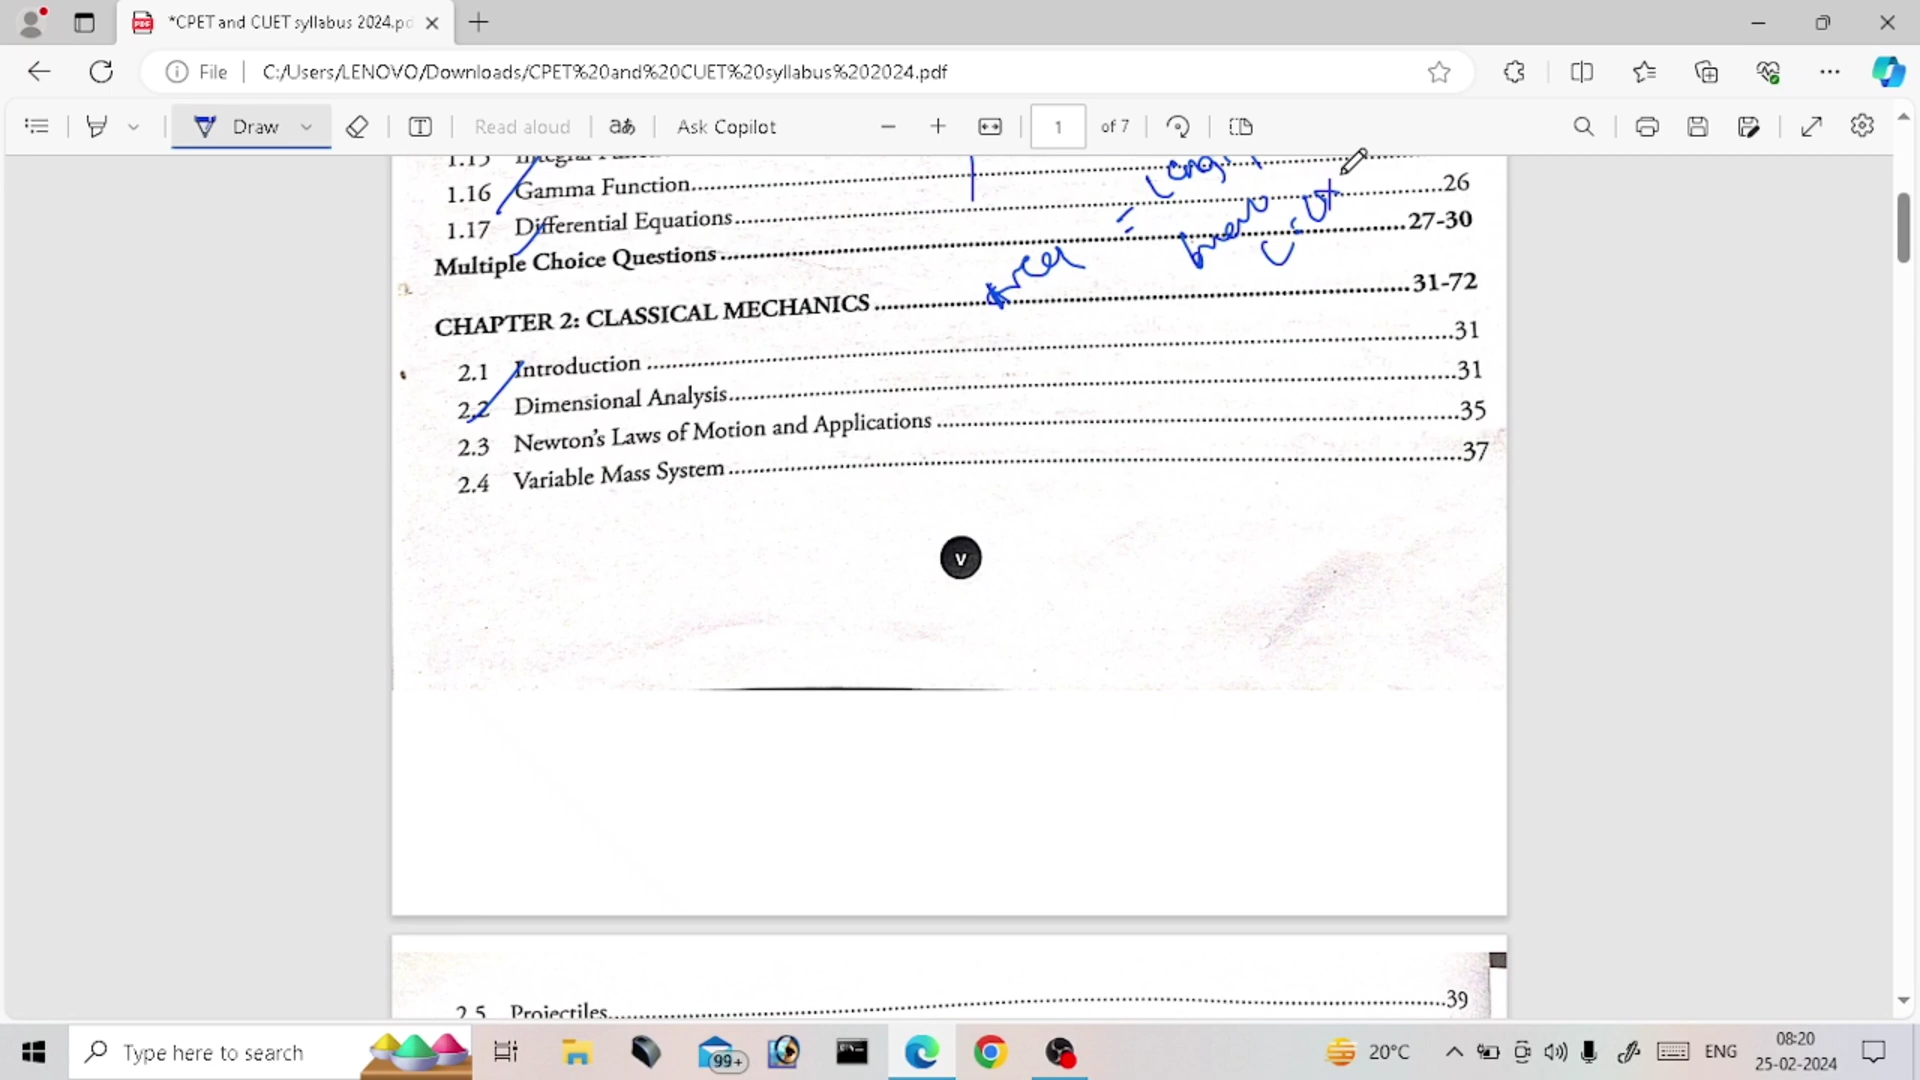 *CPET and CUET syllabus 2024.pd
File
C:/Users/LENOVO/Downloads/CPET%20and%20CUET%20syllabus%202024.pdf
Draw
Read aloud
aあ
Ask Copilot
1
of 7
1.15
1.16 Gamma Function
1.17 Differential Equations 26
Multiple Choice Questions 27-30
CHAPTER 2: CLASSICAL MECHANICS 31-72
2.1 Introduction 31
2.2 Dimensional Analysis 31
2.3 Newton's Laws of Motion and Applications 35
2.4 Variable Mass System 37
v
2.5 Projectiles 39
Type here to search
99+
20°C
ENG
08:20
25-02-2024